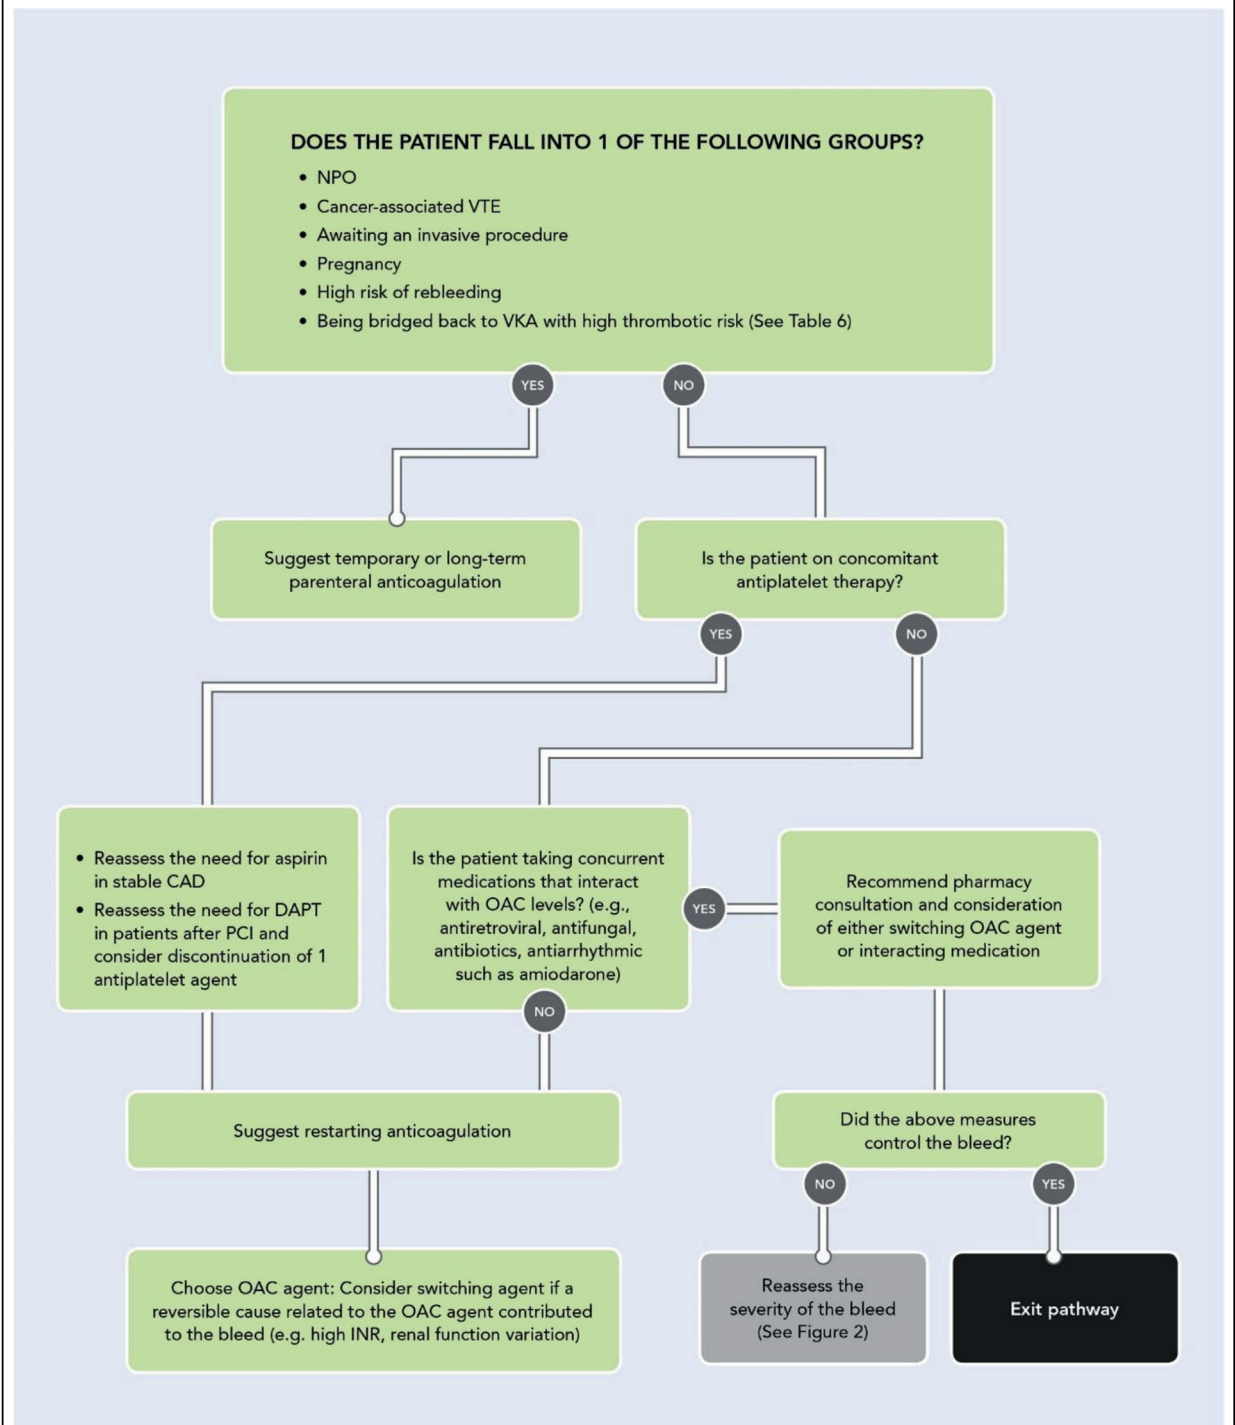 DOES THE PATIENT FALL INTO 1 OF THE FOLLOWING GROUPS?
• NPO
• Cancer-associated VTE
• Awaiting an invasive procedure
• Pregnancy
• High risk of rebleeding
• Being bridged back to VKA with high thrombotic risk (See Table 6)
YES
NO
Suggest temporary or long-term
parenteral anticoagulation
Is the patient on concomitant
antiplatelet therapy?
YES
NO
• Reassess the need for aspirin
in stable CAD
• Reassess the need for DAPT
in patients after PCI and
consider discontinuation of 1
antiplatelet agent
Is the patient taking concurrent
medications that interact
with OAC levels? (e.g.,
antiretroviral, antifungal,
antibiotics, antiarrhythmic
such as amiodarone)
YES
Recommend pharmacy
consultation and consideration
of either switching OAC agent
or interacting medication
NO
Suggest restarting anticoagulation
Did the above measures
control the bleed?
NO
YES
Choose OAC agent: Consider switching agent if a
reversible cause related to the OAC agent contributed
to the bleed (e.g. high INR, renal function variation)
Reassess the
severity of the bleed
(See Figure 2)
Exit pathway